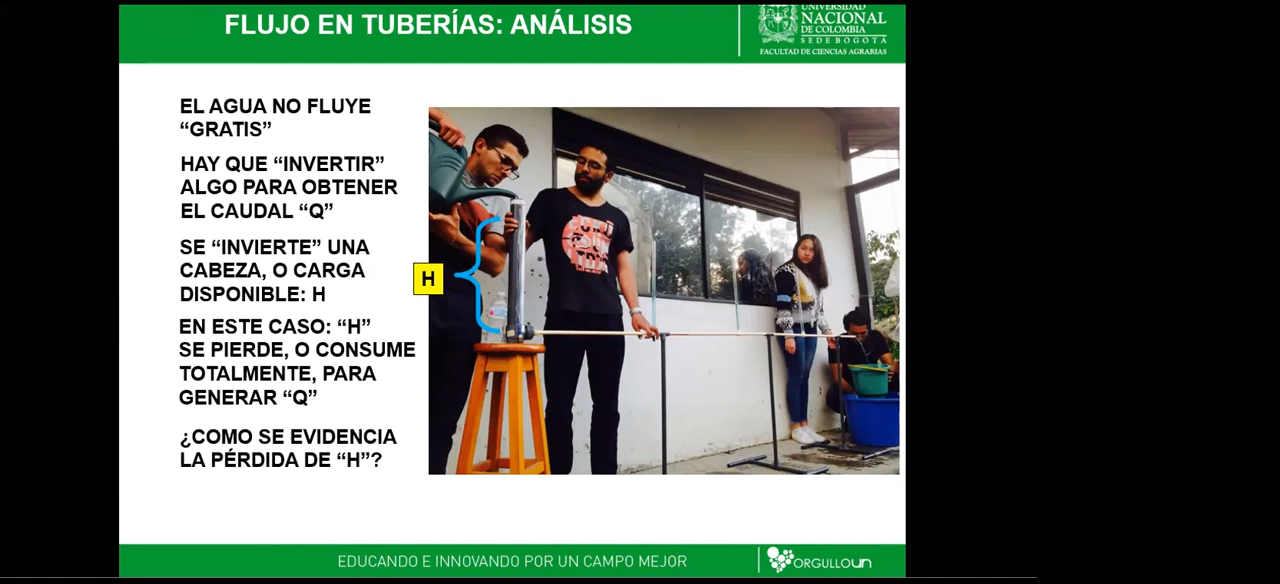 FLUJO EN TUBERÍAS: ANÁLISIS
UNIVERSIDAD
NACIONAL
DE COLOMBIA
SEDE BOGOTÁ
FACULTAD DE CIENCIAS AGRARIAS
EL AGUA NO FLUYE
“GRATIS”
HAY QUE “INVERTIR”
ALGO PARA OBTENER
EL CAUDAL “Q”
SE “INVIERTE” UNA
CABEZA, O CARGA
DISPONIBLE: H
EN ESTE CASO: “H”
SE PIERDE, O CONSUME
TOTALMENTE, PARA
GENERAR “Q”
¿COMO SE EVIDENCIA
LA PÉRDIDA DE “H”?
H
EDUCANDO E INNOVANDO POR UN CAMPO MEJOR
ORGULLOUN